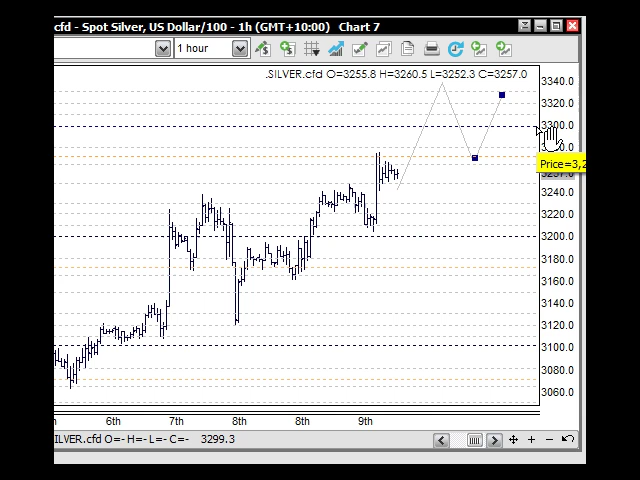 cfd - Spot Silver, US Dollar/100 - 1h (GMT+10:00) Chart 7
1 hour
.SILVER.cfd O=3255.8 H=3260.5 L=3252.3 C=3257.0
3340.0
3320.0
3300.0
Price=3,2
3257.0
3240.0
3220.0
3200.0
3180.0
3160.0
3140.0
3120.0
3100.0
3080.0
3060.0
6th 7th 8th 8th 8th 9th
SILVER.cfd O=- H=- L=- C=- 3299.3